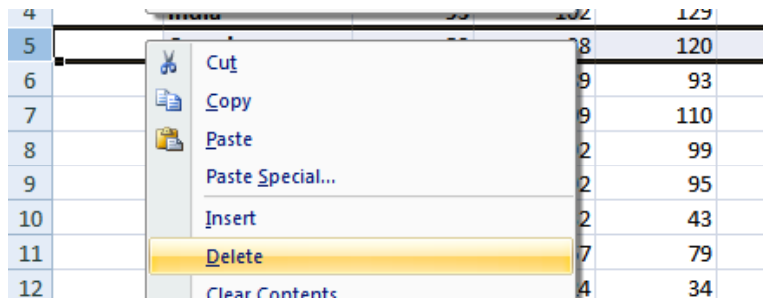 4 India 102 129
5 120
6 93
7 110
8 99
9 95
10 43
11 79
12 34
Cut
Copy
Paste
Paste Special...
Insert
Delete
Clear Contents